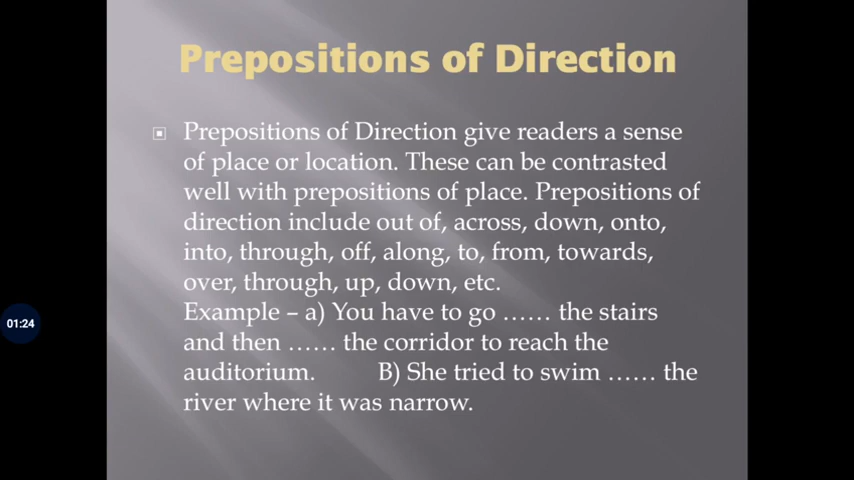 Prepositions of Direction
Prepositions of Direction give readers a sense
of place or location. These can be contrasted
well with prepositions of place. Prepositions of
direction include out of, across, down, onto,
into, through, off, along, to, from, towards,
over, through, up, down, etc.
Example – a) You have to go …… the stairs
and then …… the corridor to reach the
auditorium. B) She tried to swim …… the
river where it was narrow.
01:24